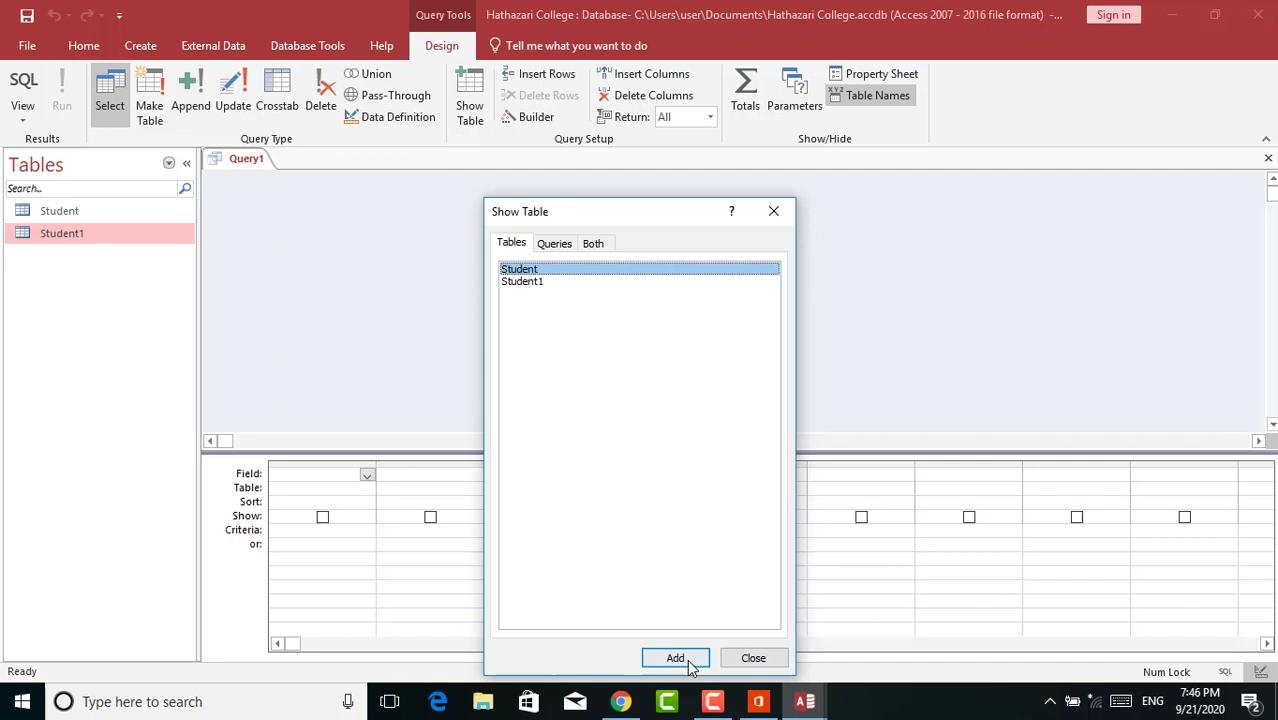 Query Tools
Hathazari College : Database- C:\Users\user\Documents\Hathazari College.accdb (Access 2007 - 2016 file format) -...
Sign in
File Home Create External Data Database Tools Help Design Tell me what you want to do
SQL
View
Run
Results
Select
Make
Table
Append
Update
Crosstab
Delete
Union
Pass-Through
Data Definition
Query Type
Show
Table
Insert Rows
Delete Rows
Builder
Insert Columns
Delete Columns
Return: All
Query Setup
Totals
Parameters
Property Sheet
XYZ Table Names
Show/Hide
Tables
Search...
Student
Student1
Query1
Show Table
?
Tables Queries Both
Student
Student1
Add Close
Field:
Table:
Sort:
Show:
Criteria:
or:
Ready
Num Lock
SQL
Type here to search
ENG
7:46 PM
9/21/2020
2